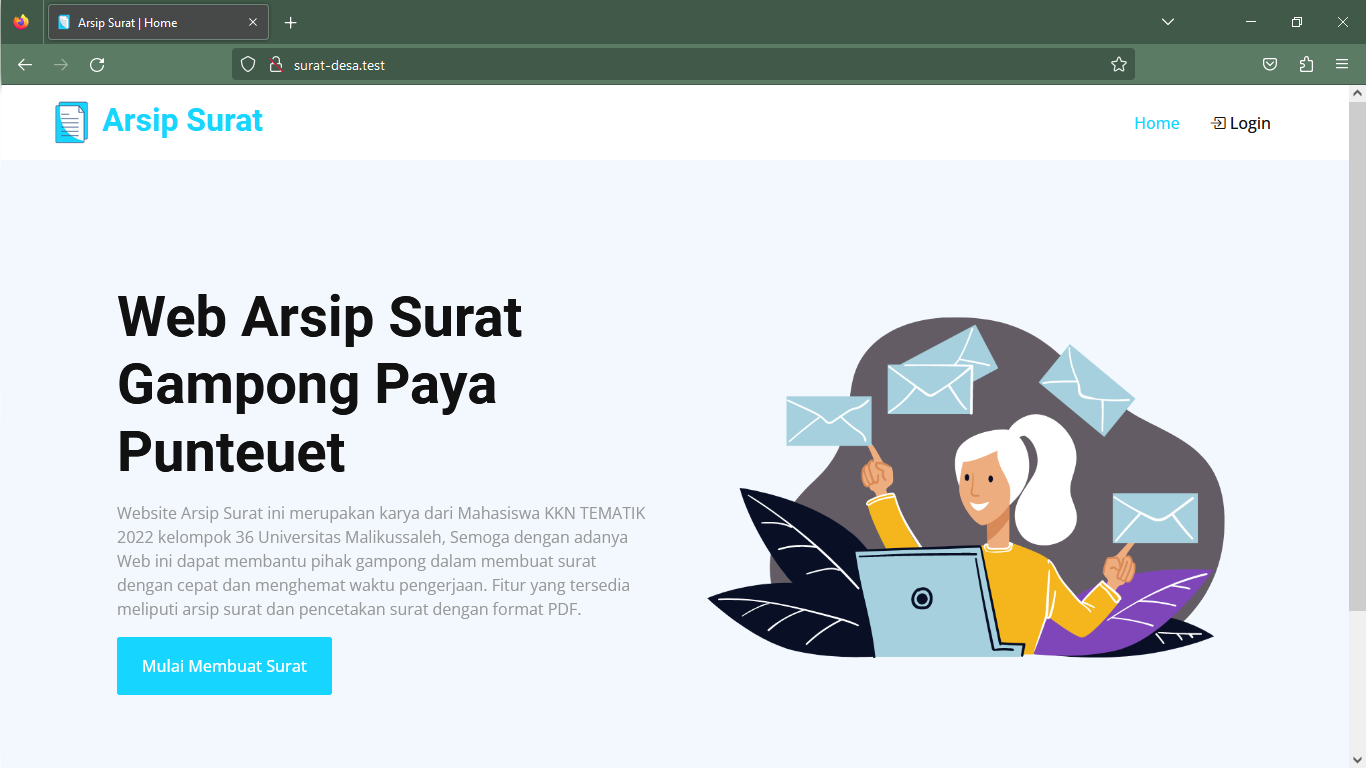 Arsip Surat | Home
surat-desa.test
Arsip Surat
Home
Login
Web Arsip Surat
Gampong Paya
Punteuet
Website Arsip Surat ini merupakan karya dari Mahasiswa KKN TEMATIK
2022 kelompok 36 Universitas Malikussaleh, Semoga dengan adanya
Web ini dapat membantu pihak gampong dalam membuat surat
dengan cepat dan menghemat waktu pengerjaan. Fitur yang tersedia
meliputi arsip surat dan pencetakan surat dengan format PDF.
Mulai Membuat Surat